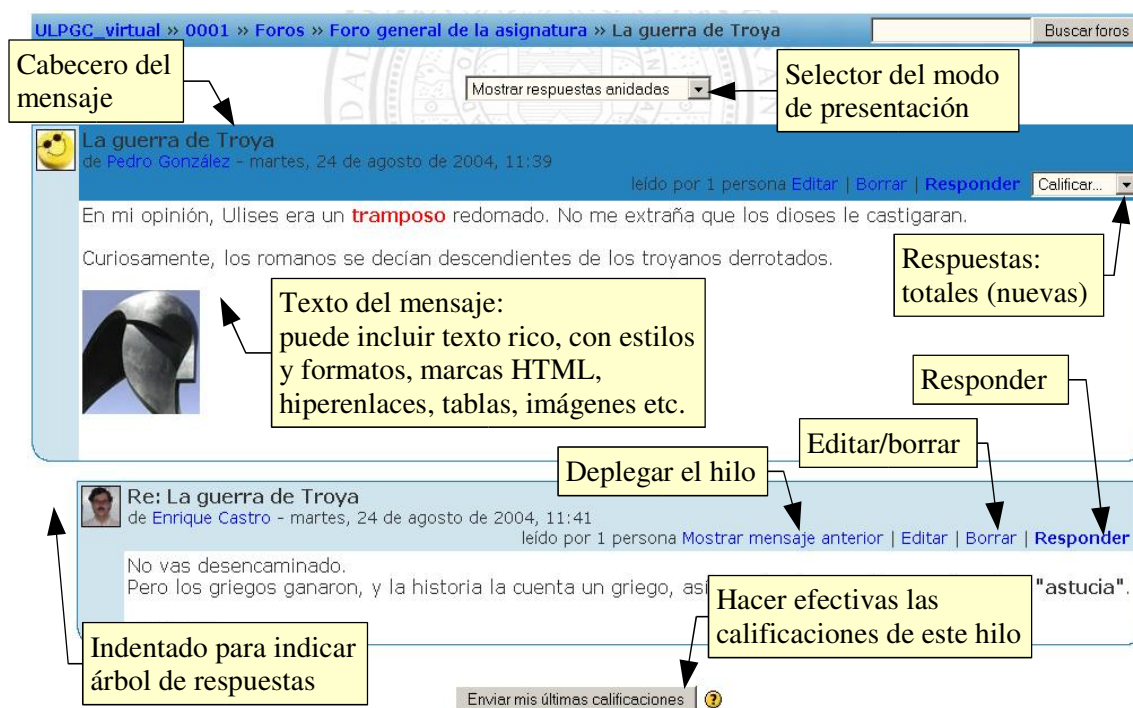 ULPGC_virtual » 0001 » Foros » Foro general de la asignatura » La guerra de Troya
Buscar foros
Cabecero del
mensaje
Mostrar respuestas anidadas
Selector del modo
de presentación
La guerra de Troya
de Pedro González - martes, 24 de agosto de 2004, 11:39
leído por 1 persona Editar | Borrar | Responder
Calificar...
En mi opinión, Ulises era un tramposo redomado. No me extraña que los dioses le castigaran.
Curiosamente, los romanos se decían descendientes de los troyanos derrotados.
Respuestas:
totales (nuevas)
Texto del mensaje:
puede incluir texto rico, con estilos
y formatos, marcas HTML,
hiperenlaces, tablas, imágenes etc.
Responder
Editar/borrar
Deplegar el hilo
Re: La guerra de Troya
de Enrique Castro - martes, 24 de agosto de 2004, 11:41
leído por 1 persona Mostrar mensaje anterior | Editar | Borrar | Responder
No vas desencaminado.
Pero los griegos ganaron, y la historia la cuenta un griego, así "astucia".
Hacer efectivas las
calificaciones de este hilo
Indentado para indicar
árbol de respuestas
Enviar mis últimas calificaciones
?